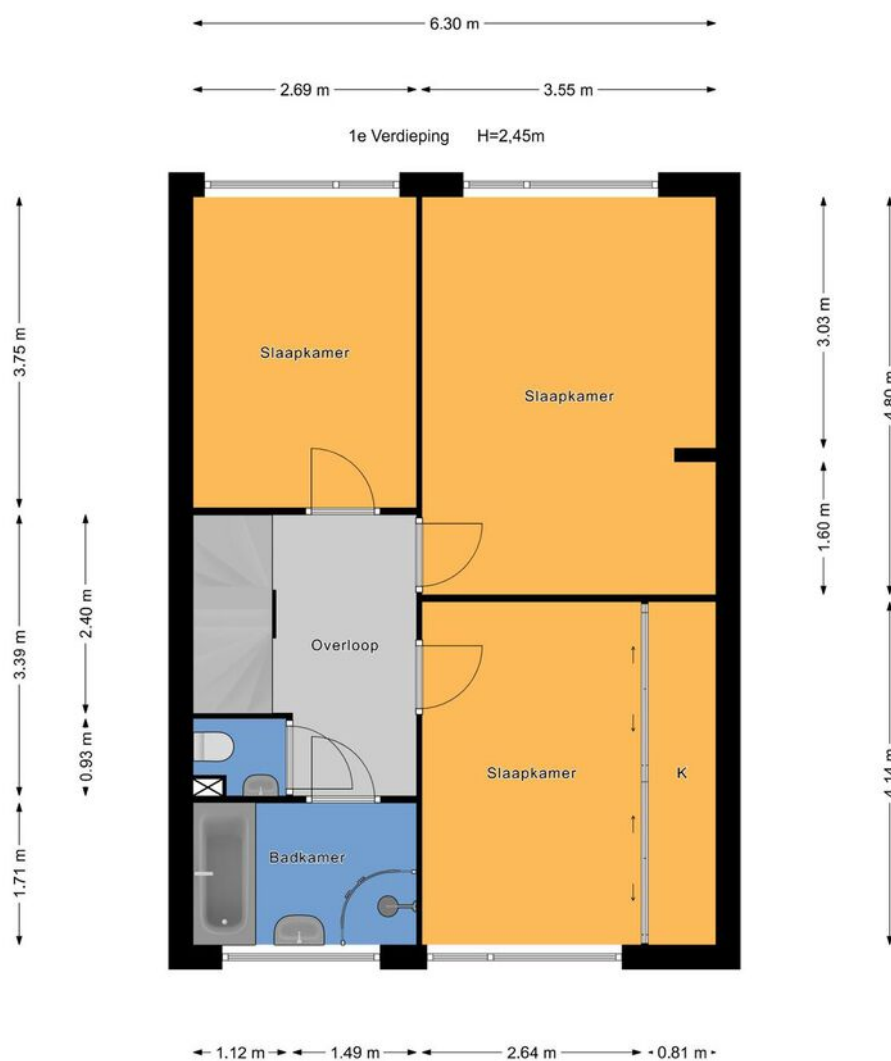 6.30 m
2.69 m 3.55 m
1e Verdieping H=2,45m
3.75 m
3.03 m
4.80 m
Slaapkamer
Slaapkamer
1.60 m
2.40 m
3.39 m
Overloop
0.93 m
Slaapkamer
K
4.14 m
1.71 m
Badkamer
1.12 m 1.49 m 2.64 m 0.81 m